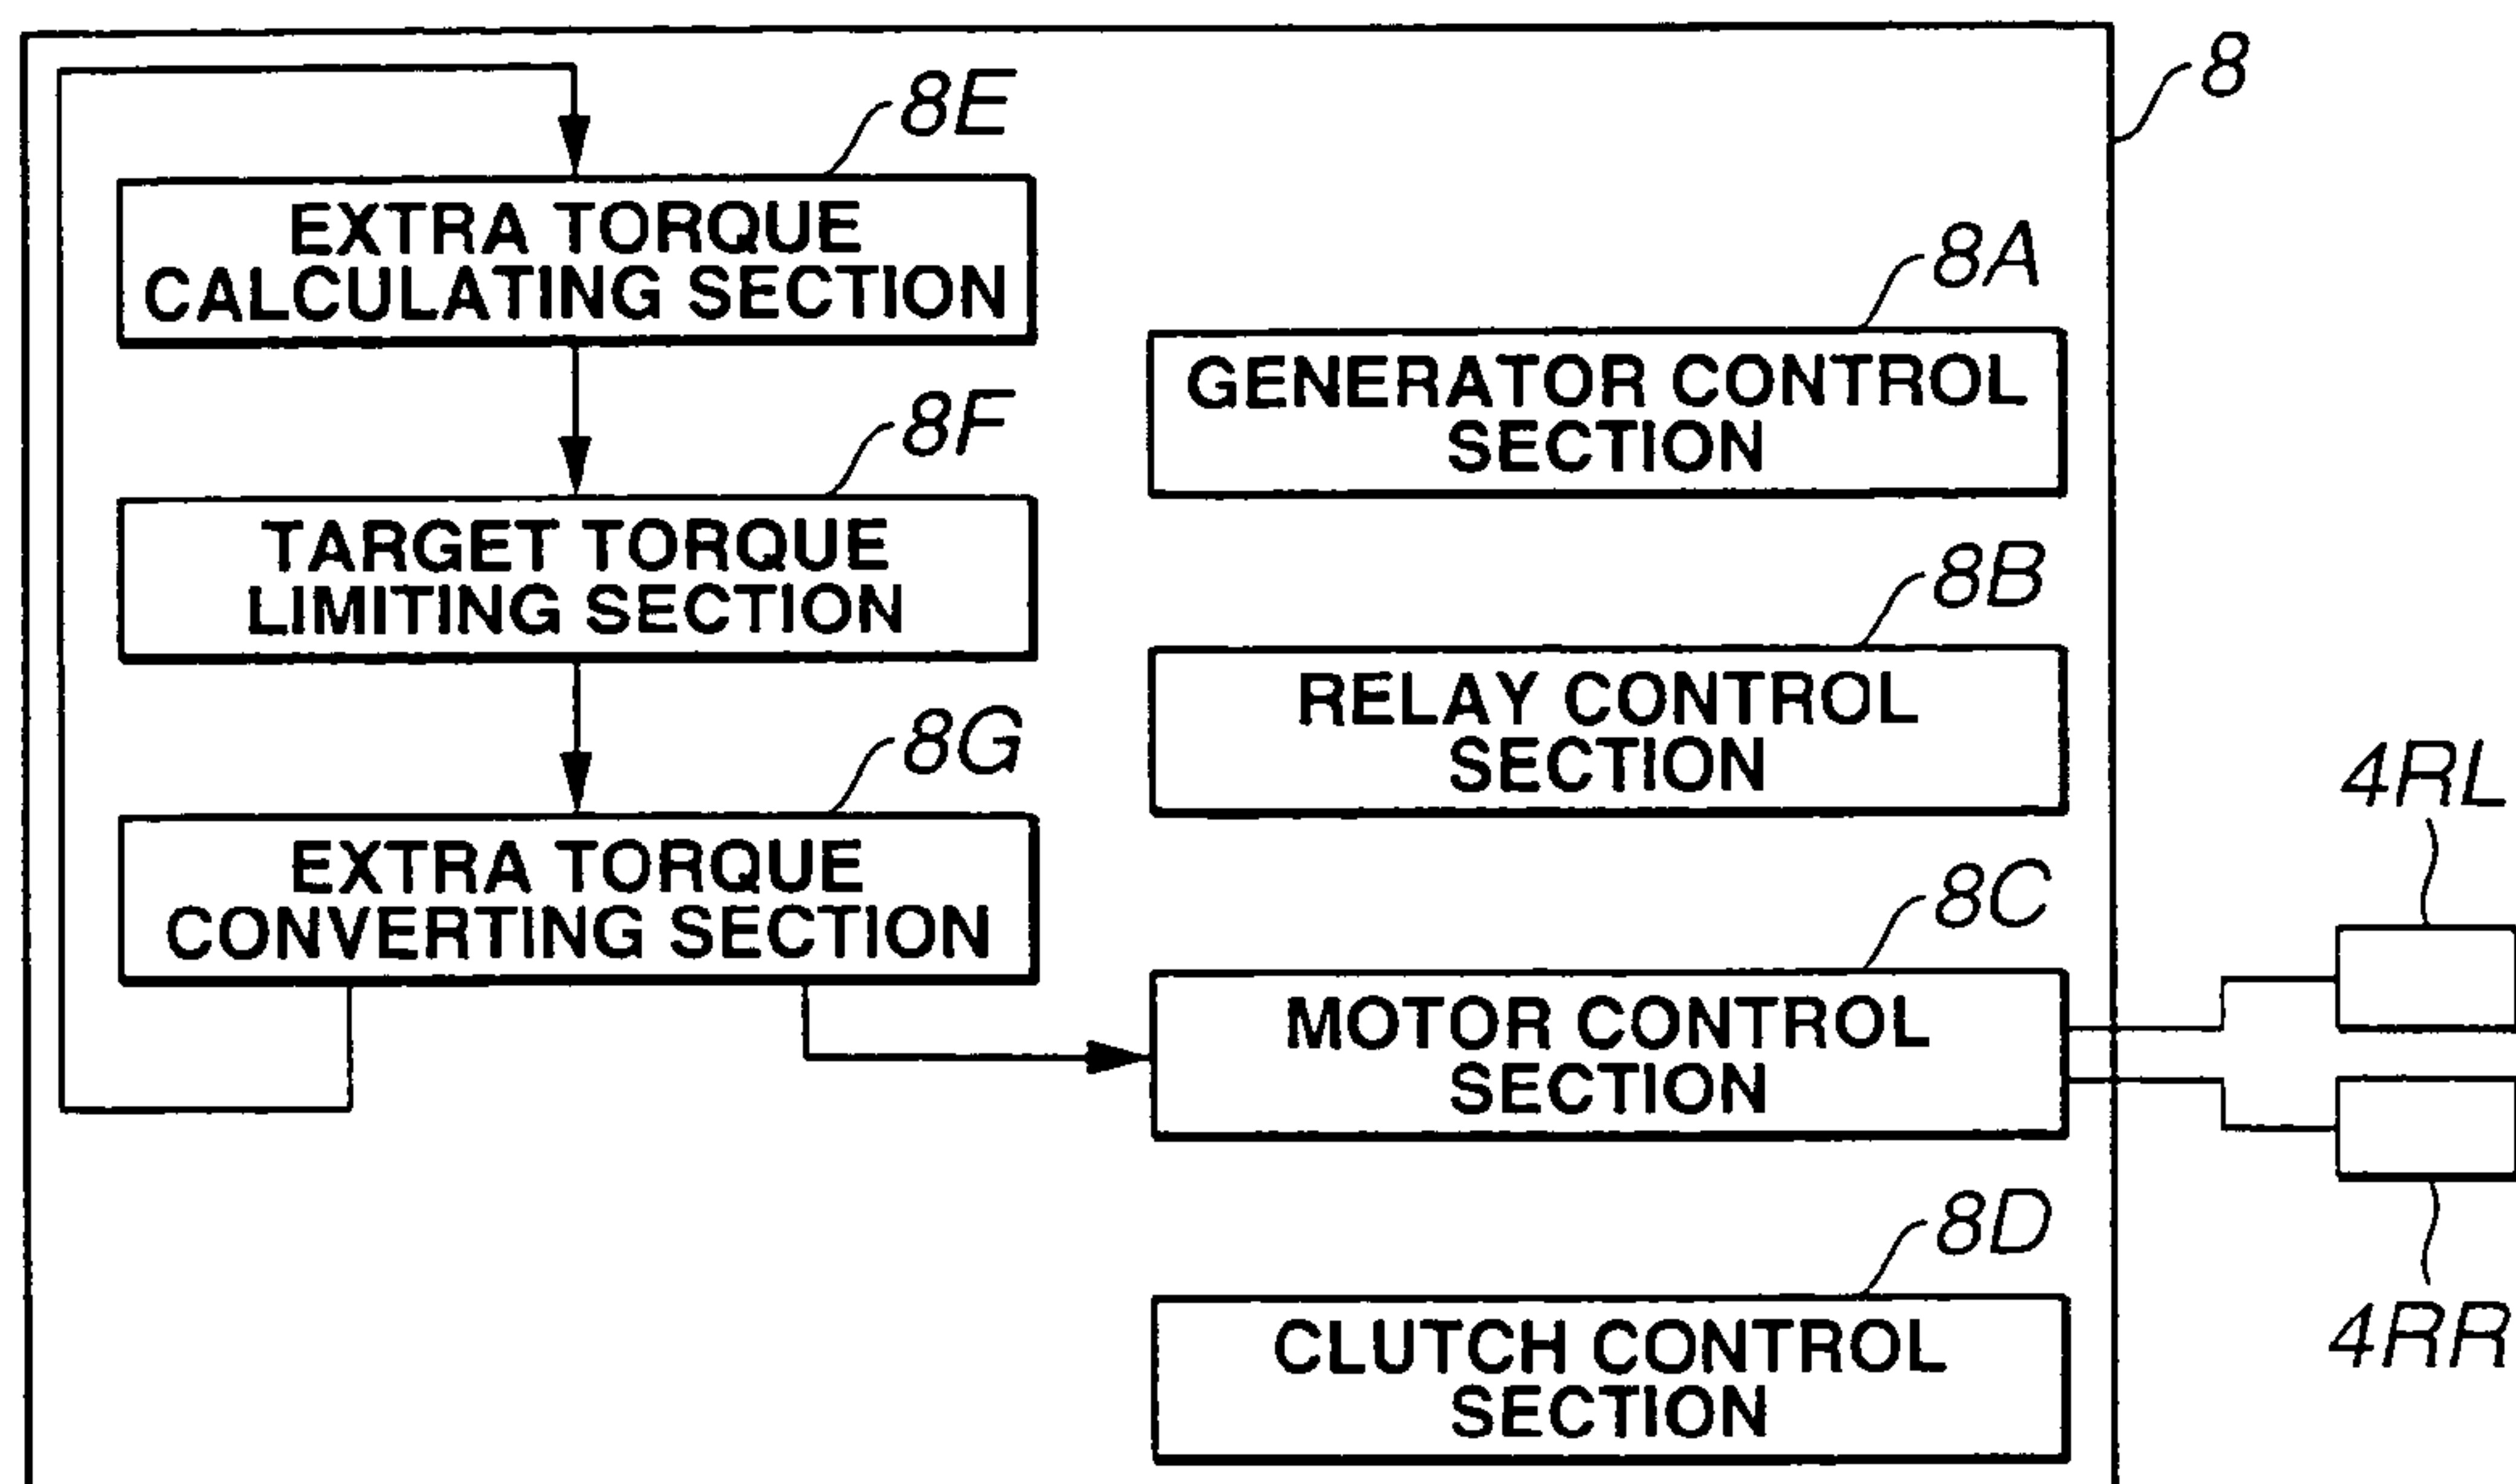 8
8E
EXTRA TORQUE
CALCULATING SECTION
8F
TARGET TORQUE
LIMITING SECTION
8G
EXTRA TORQUE
CONVERTING SECTION
8A
GENERATOR CONTROL
SECTION
8B
RELAY CONTROL
SECTION
8C
MOTOR CONTROL
SECTION
8D
CLUTCH CONTROL
SECTION
4RL
4RR